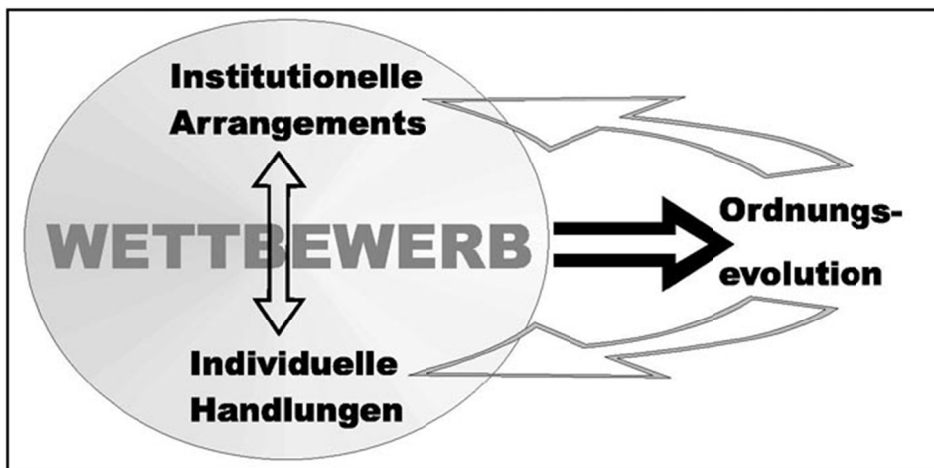 Institutionelle
Arrangements
WETTBEWERB
Ordnungs-
evolution
Individuelle
Handlungen